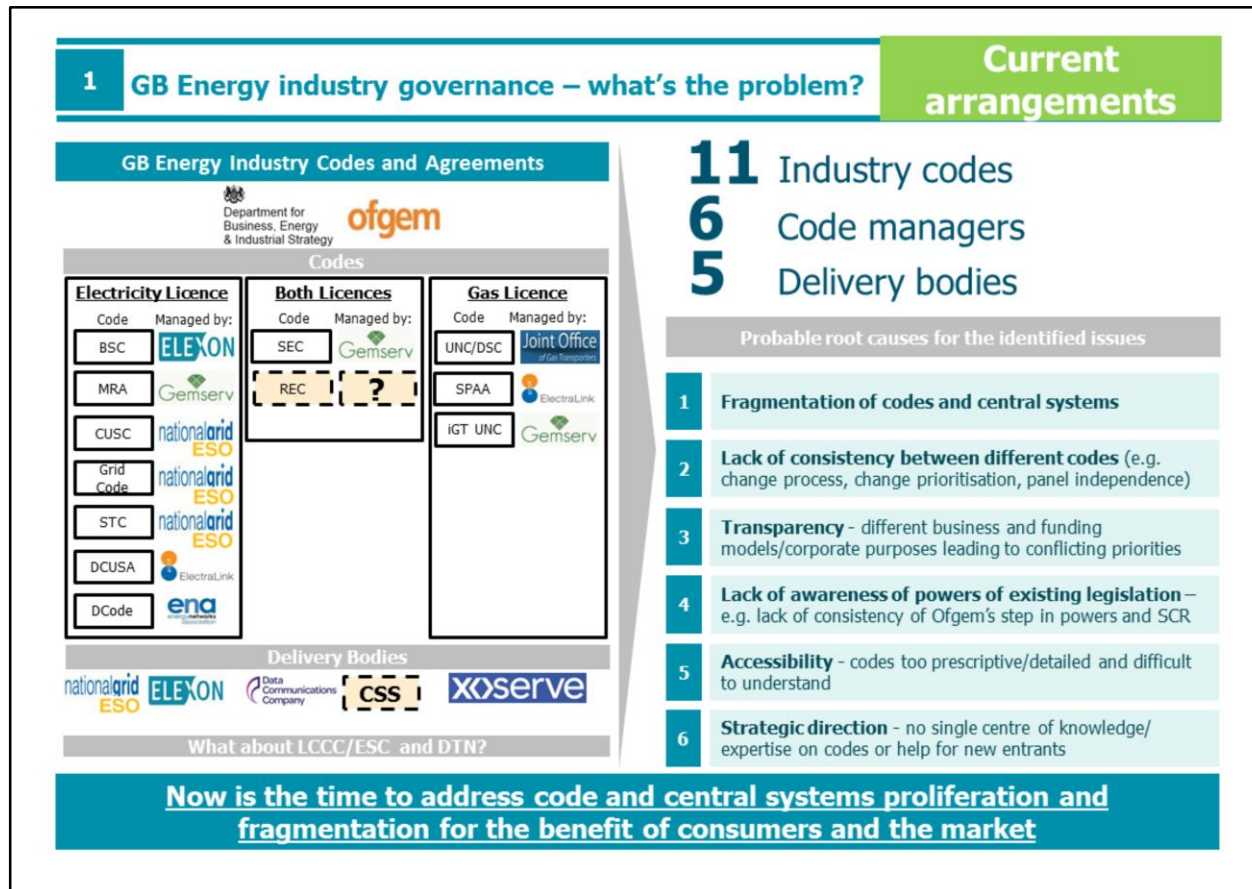 1
GB Energy industry governance – what's the problem?
Current
arrangements
GB Energy Industry Codes and Agreements
Department for
Business, Energy
& Industrial Strategy
ofgem
Codes
Electricity Licence
Code Managed by:
BSC ELEXON
MRA Gemserv
CUSC nationalgrid
ESO
Grid
Code nationalgrid
ESO
STC nationalgrid
ESO
DCUSA ElectraLink
DCode ena
energy networks
association
Both Licences
Code Managed by:
SEC Gemserv
REC ?
Gas Licence
Code Managed by:
UNC/DSC Joint Office
of Gas Transporters
SPAA ElectraLink
iGT UNC Gemserv
Delivery Bodies
nationalgrid
ESO
ELEXON
Data
Communications
Company
CSS
xoserve
What about LCCC/ESC and DTN?
11 Industry codes
6 Code managers
5 Delivery bodies
Probable root causes for the identified issues
1 Fragmentation of codes and central systems
2 Lack of consistency between different codes (e.g.
change process, change prioritisation, panel independence)
3 Transparency - different business and funding
models/corporate purposes leading to conflicting priorities
4 Lack of awareness of powers of existing legislation –
e.g. lack of consistency of Ofgem's step in powers and SCR
5 Accessibility - codes too prescriptive/detailed and difficult
to understand
6 Strategic direction - no single centre of knowledge/
expertise on codes or help for new entrants
Now is the time to address code and central systems proliferation and
fragmentation for the benefit of consumers and the market